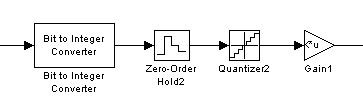 Bit to Integer
Converter
Bit to Integer
Converter
Zero-Order
Hold2
Quantizer2
u
Gain1